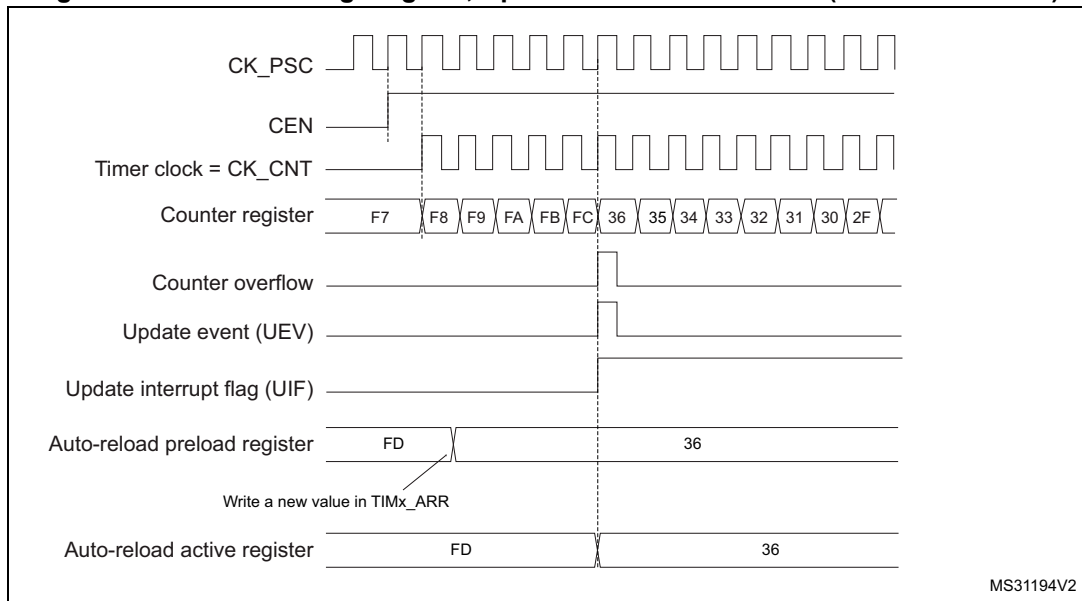 CK_PSC
CEN
Timer clock = CK_CNT
Counter register F7 F8 F9 FA FB FC 36 35 34 33 32 31 30 2F
Counter overflow
Update event (UEV)
Update interrupt flag (UIF)
Auto-reload preload register FD 36
Write a new value in TIMx_ARR
Auto-reload active register FD 36
MS31194V2